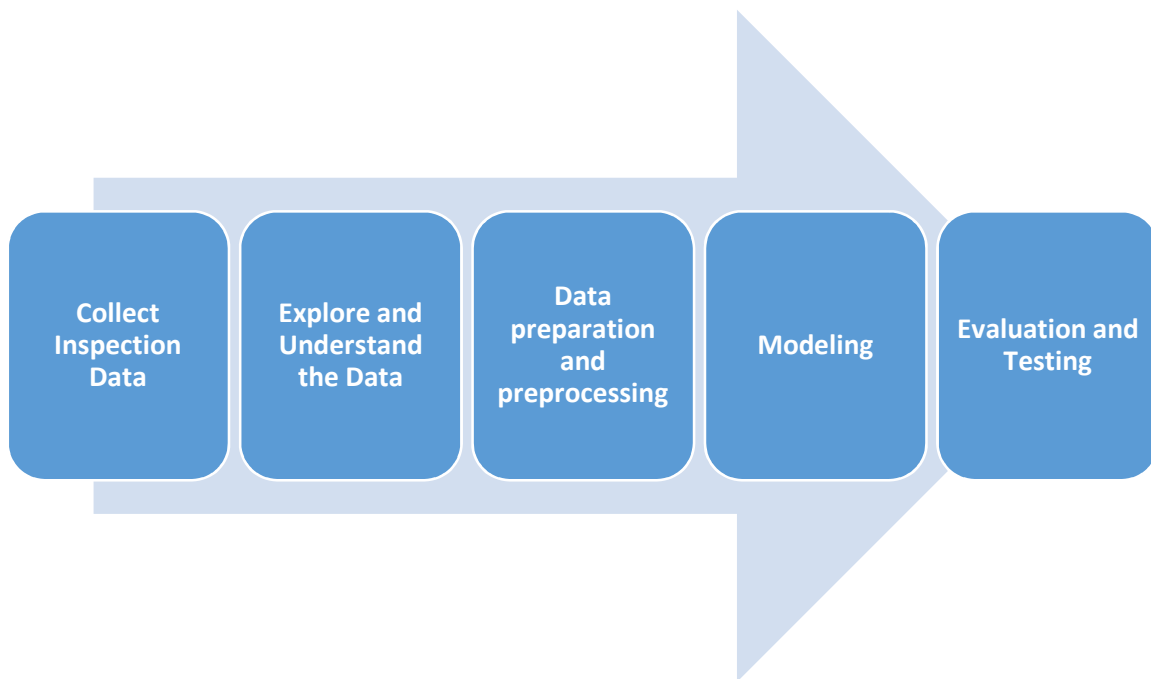 Collect
Inspection
Data
Explore and
Understand
the Data
Data
preparation
and
preprocessing
Modeling
Evaluation and
Testing